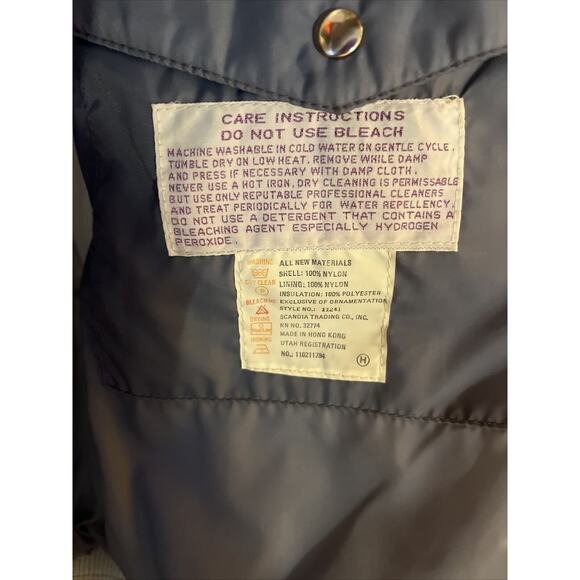 CARE INSTRUCTIONS
DO NOT USE BLEACH
MACHINE WASHABLE IN COLD WATER ON GENTLE CYCLE.
TUMBLE DRY ON LOW HEAT. REMOVE WHILE DAMP
AND PRESS IF NECESSARY WITH DAMP CLOTH.
NEVER USE A HOT IRON. DRY CLEANING IS PERMISSABLE
BUT USE ONLY REPUTABLE PROFESSIONAL CLEANERS
AND TREAT PERIODICALLY FOR WATER REPELLENCY.
DO NOT USE A DETERGENT THAT CONTAINS A
BLEACHING AGENT ESPECIALLY HYDROGEN
PEROXIDE.
WASHING
DRY CLEAR
P
BLEACHING
DRYING
IRONING
ALL NEW MATERIALS
SHELL: 100% NYLON
LINING: 100% NYLON
INSULATION: 100% POLYESTER
EXCLUSIVE OF ORNAMENTATION
STYLE NO.: 11241
SCANDIA TRADING CO., INC.
RN NO. 32774
MADE IN HONG KONG
UTAH REGISTRATION
NO.: 110211784
H